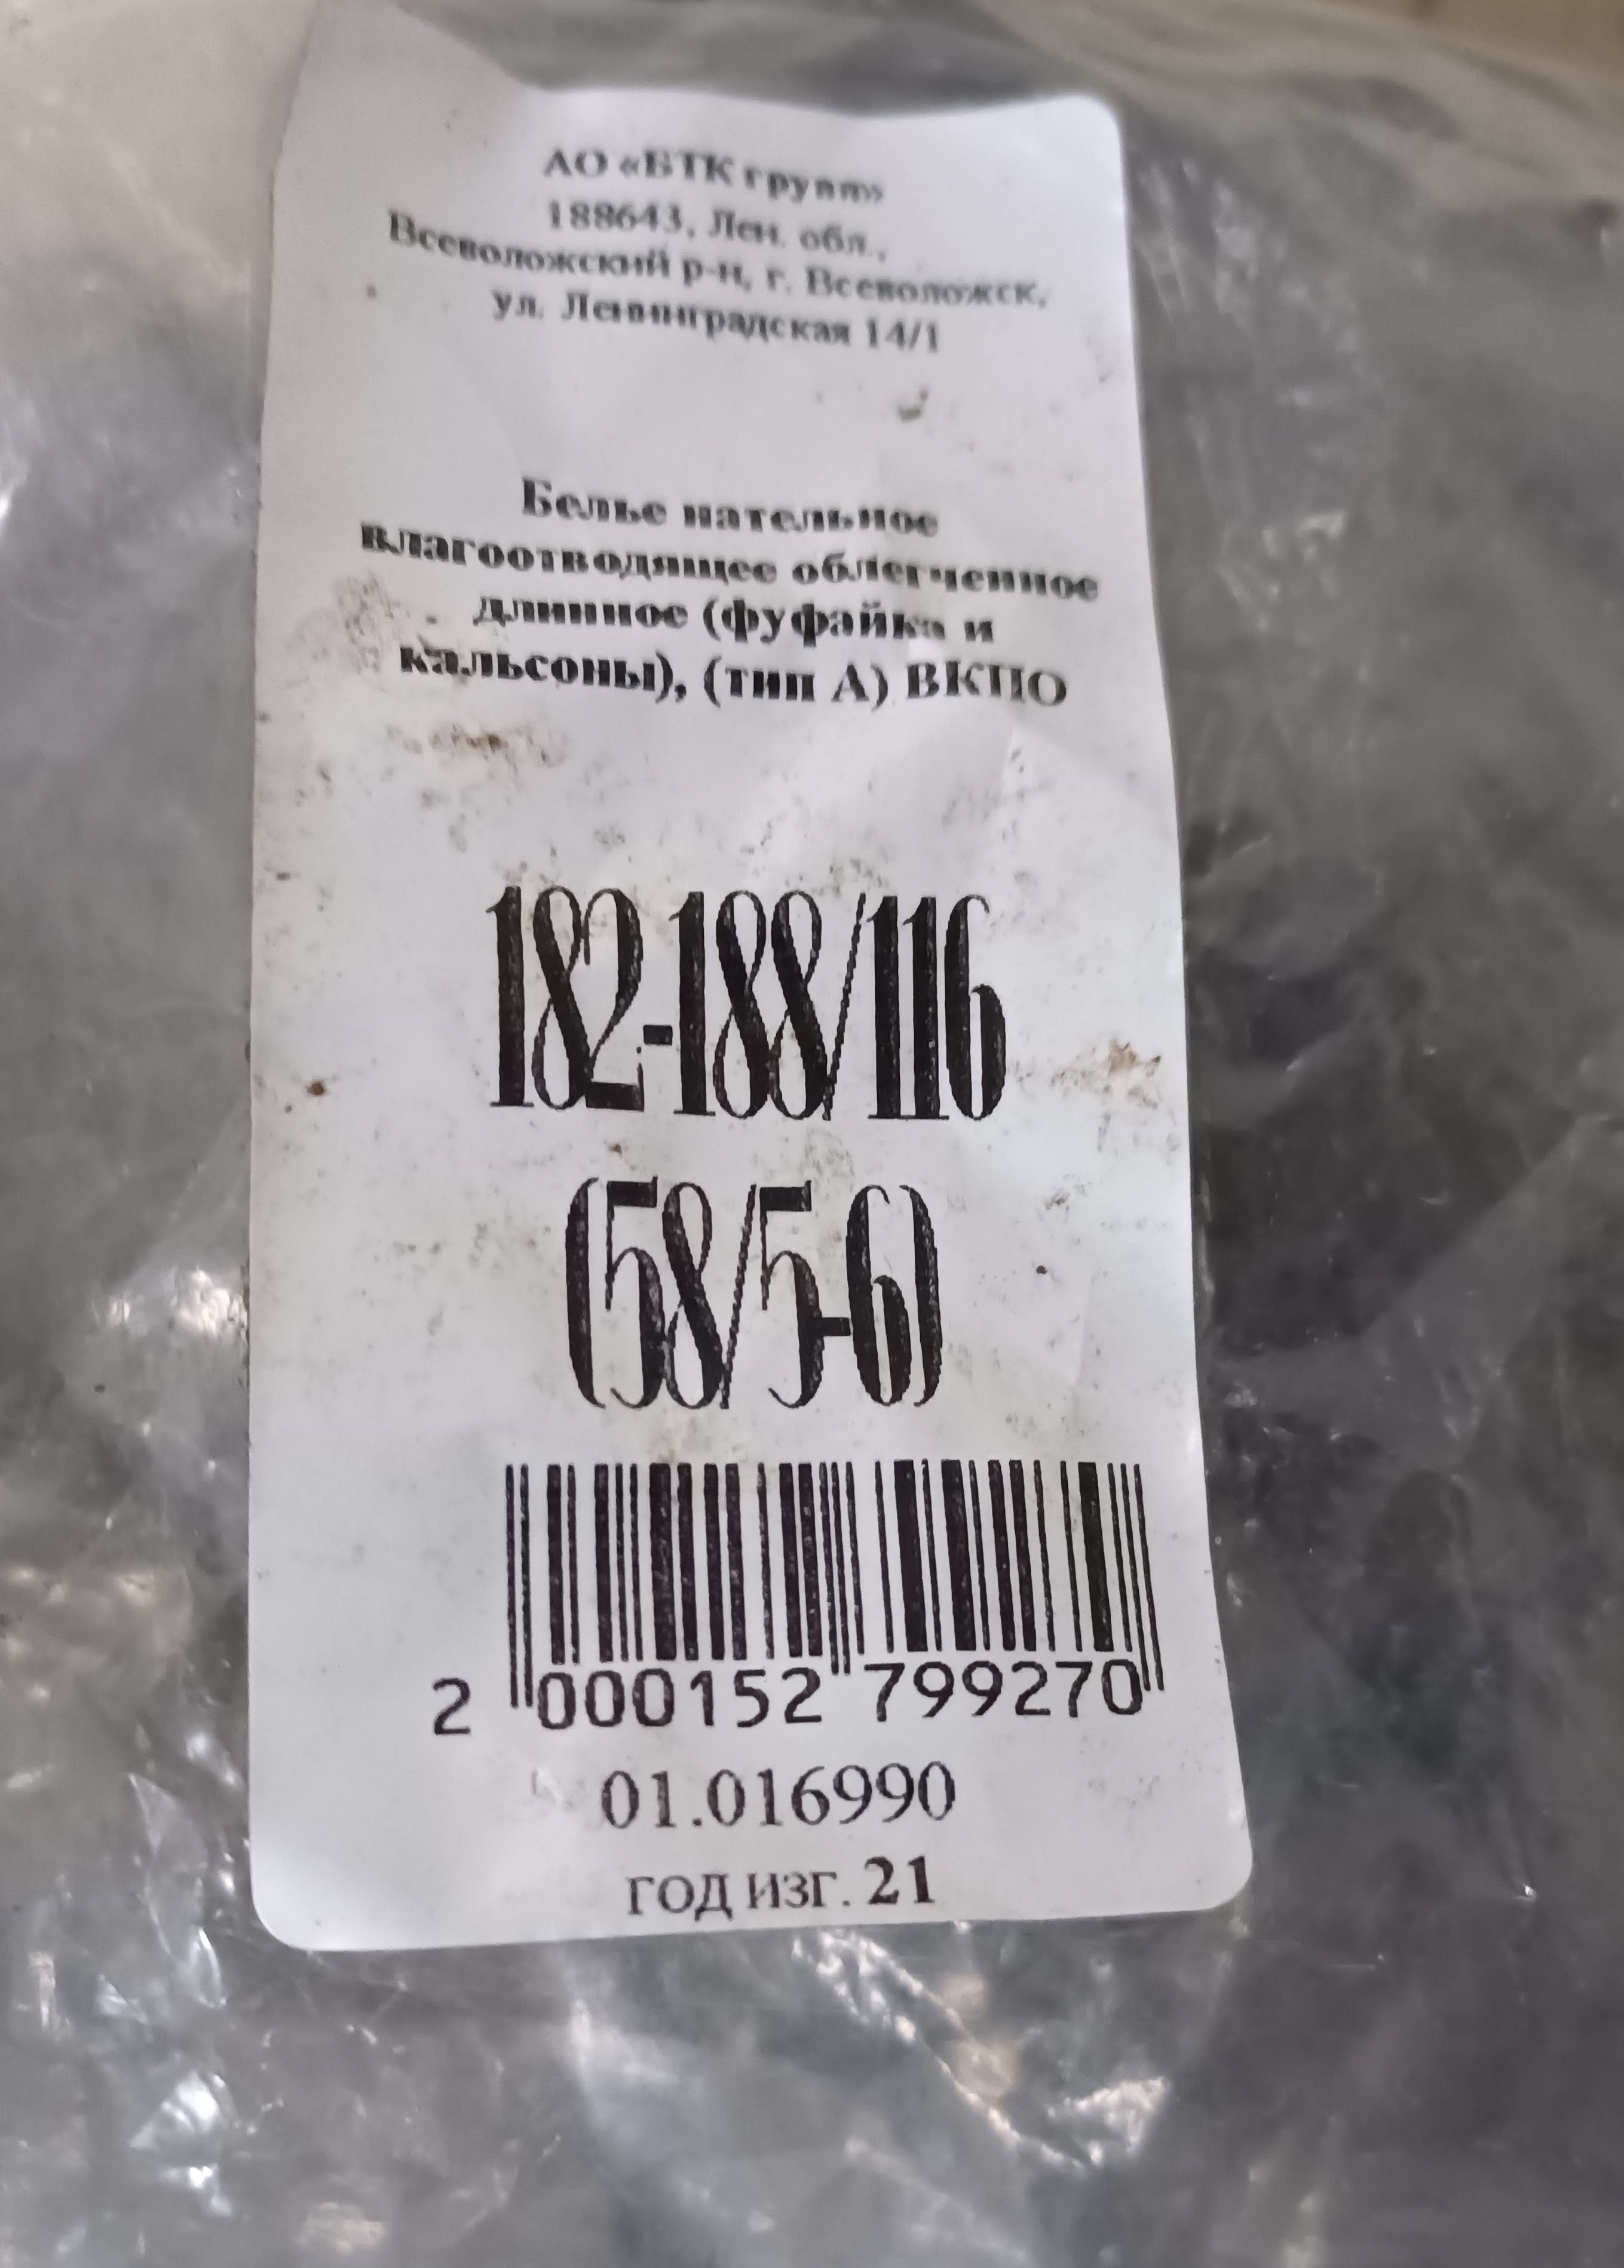 АО «БТК групп»
188643, Лен. обл.,
Всеволожский р-н, г. Всеволожск,
ул. Ленинградская 14/1
Белье нательное
влагоотводящее облегченное
длинное (фуфайка и
кальсоны), (тип А) ВКПО
182-188/116
(58/5-6)
2 000152 799270
01.016990
ГОД ИЗГ. 21